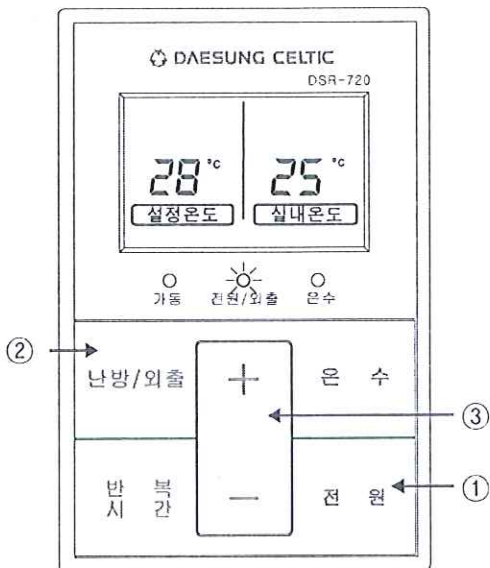 DAESUNG CELTIC
DSR-720
28 °C 25 °C
설정온도 실내온도
가동 전원/외출 온수
②
난방/외출 + 온 수
③
반 복 시 간 − 전 원 ①